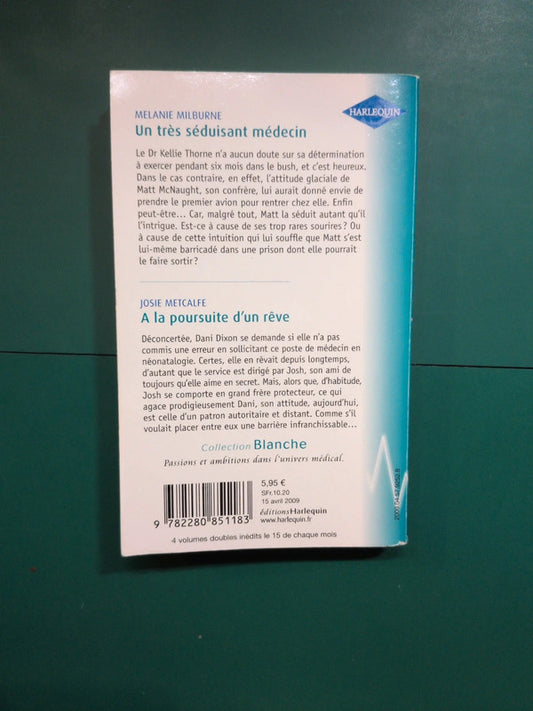 HARLEQUIN
MELANIE MILBURNE
Un très séduisant médecin
Le Dr Kellie Thorne n'a aucun doute sur sa détermination
à exercer pendant six mois dans le bush, et c'est heureux.
Dans le cas contraire, en effet, l'attitude glaciale de
Matt McNaught, son confrère, lui aurait donné envie de
prendre le premier avion pour rentrer chez elle. Enfin
peut-être... Car, malgré tout, Matt la séduit autant qu'il
l'intrigue. Est-ce à cause de ses trop rares sourires ? Ou
à cause de cette intuition qui lui souffle que Matt s'est
lui-même barricadé dans une prison dont elle pourrait
le faire sortir ?
JOSIE METCALFE
A la poursuite d'un rêve
Déconcertée, Dani Dixon se demande si elle n'a pas
commis une erreur en sollicitant ce poste de médecin en
néonatalogie. Certes, elle en rêvait depuis longtemps,
d'autant que le service est dirigé par Josh, son ami de
toujours qu'elle aime en secret. Mais, alors que, d'habitude,
Josh se comporte en grand frère protecteur, ce qui
agace prodigieusement Dani, son attitude, aujourd'hui,
est celle d'un patron autoritaire et distant. Comme s'il
voulait placer entre eux une barrière infranchissable...
Collection Blanche
Passions et ambitions dans l'univers médical.
5,95 €
SFr.10.20
15 avril 2009
éditionsHarlequin
www.harlequin.fr
9 782280 851183
4 volumes doubles inédits le 15 de chaque mois